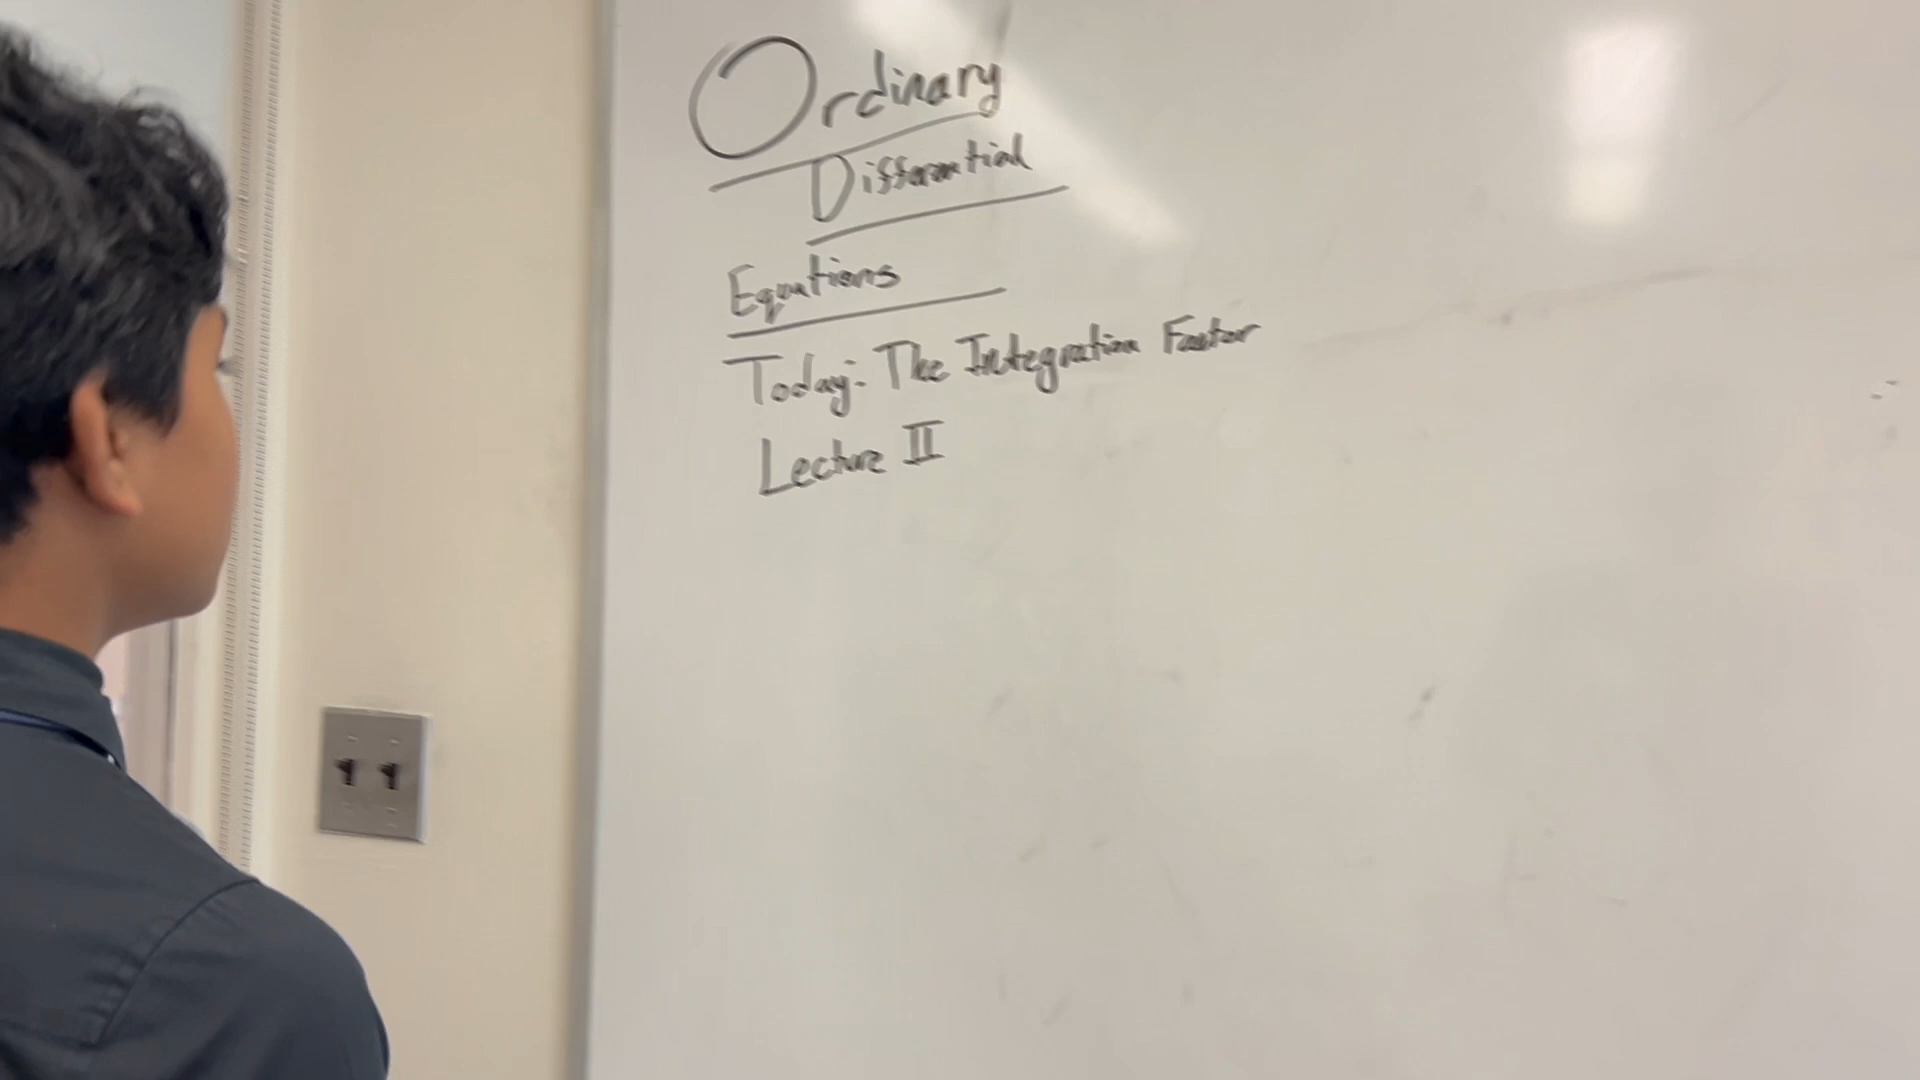 Ordinary
Differential
Equations
Today: The Integration Factor
Lecture II